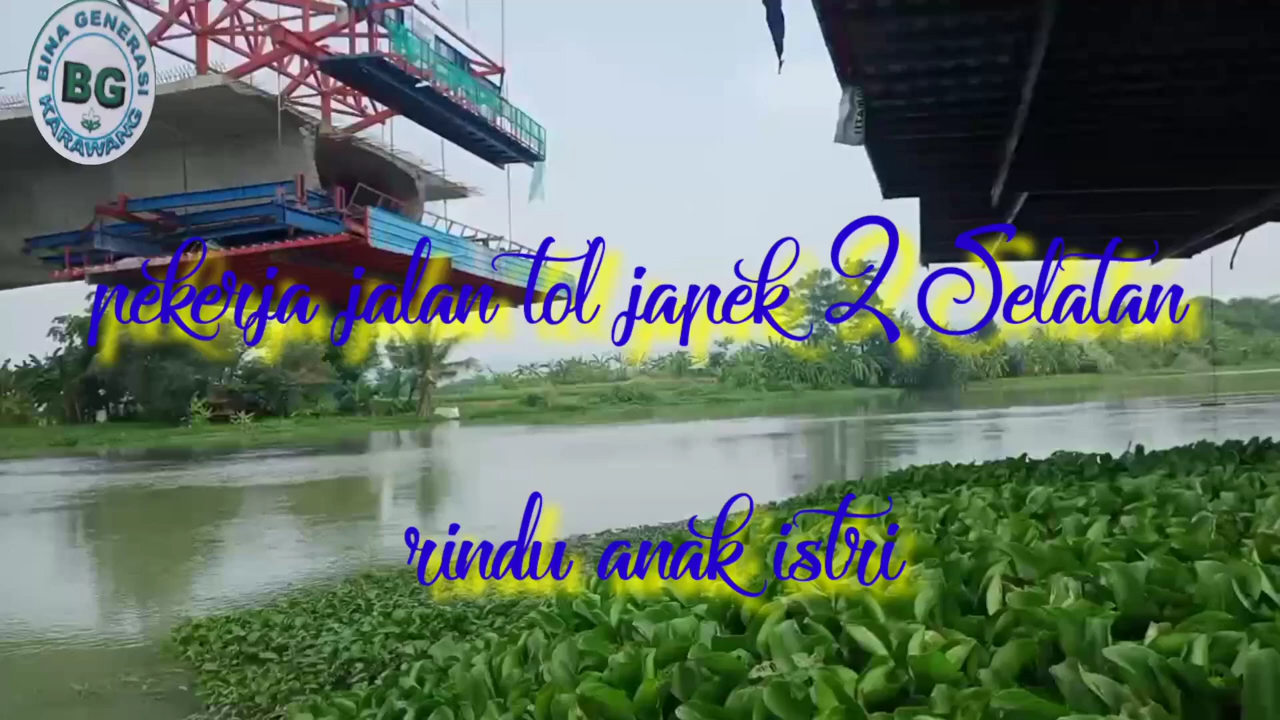 BINA GENERASI
BG
KARAWANG
pekerja jalan tol japek 2 Selatan
rindu anak istri